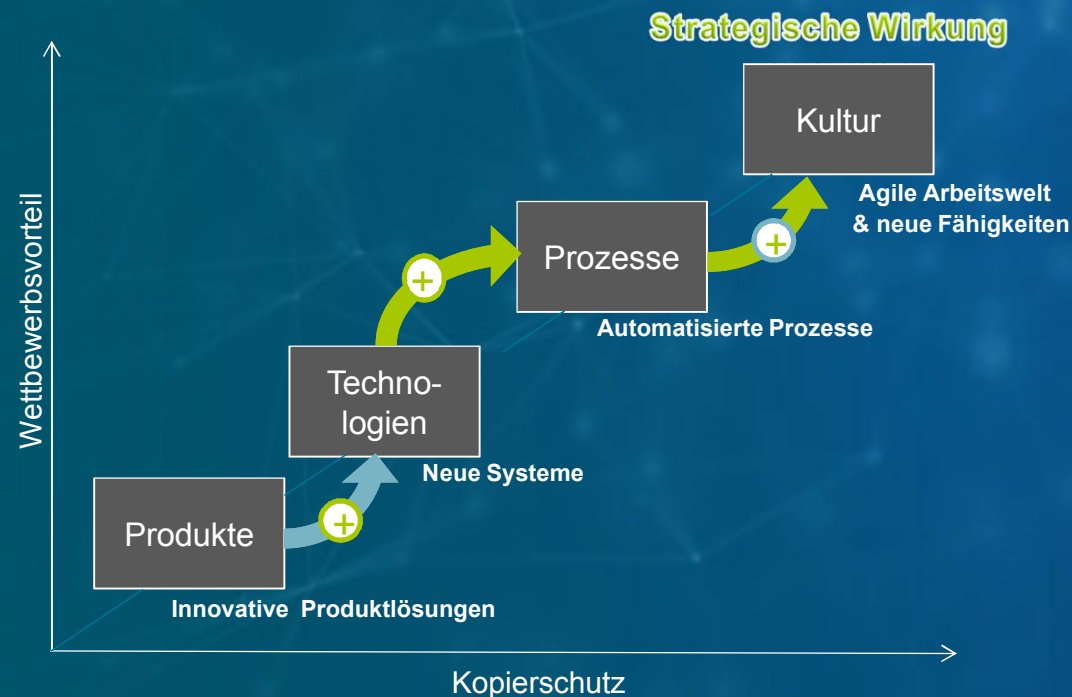 Strategische Wirkung
Wettbewerbsvorteil
Kultur
Agile Arbeitswelt
& neue Fähigkeiten
+
Prozesse
Automatisierte Prozesse
+
Techno-
logien
Neue Systeme
+
Produkte
Innovative Produktlösungen
Kopierschutz